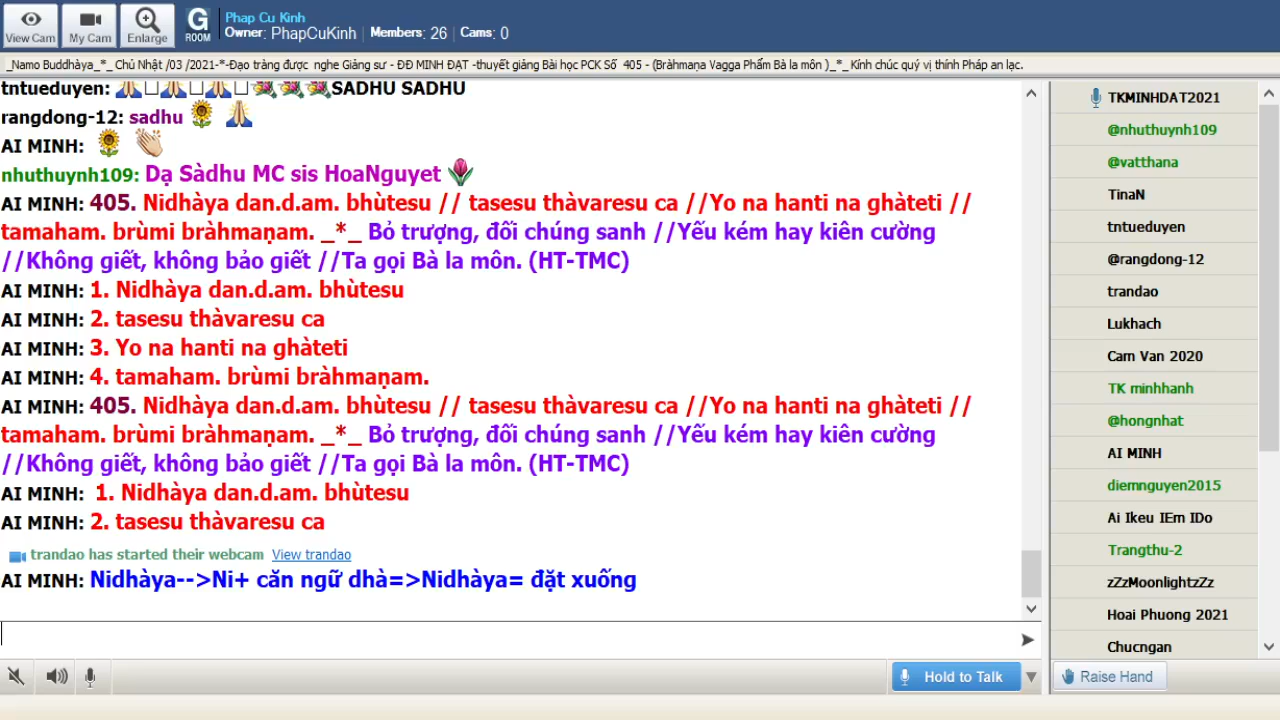 View Cam
My Cam
Enlarge
G
ROOM
Phap Cu Kinh
Owner: PhapCuKinh | Members: 26 | Cams: 0
_Namo Buddhàya_*_ Chủ Nhật /03 /2021-*-Đạo tràng được nghe Giảng sư - ĐĐ MINH ĐẠT -thuyết giảng Bài học PCK Số 405 - (Bràhmaṇa Vagga Phẩm Bà la môn )_*_ Kính chúc quý vị thính Pháp an lạc.
tntueduyen: 🙏□🙏□🙏□💐💐💐SADHU SADHU
rangdong-12: sadhu 🌻 🙏
AI MINH: 🌻 👏
nhuthuynh109: Dạ Sàdhu MC sis HoaNguyet 🌷
AI MINH: 405. Nidhàya dan.d.am. bhùtesu // tasesu thàvaresu ca //Yo na hanti na ghàteti //
tamaham. brùmi bràhmaṇam. _*_ Bỏ trượng, đối chúng sanh //Yếu kém hay kiên cường
//Không giết, không bảo giết //Ta gọi Bà la môn. (HT-TMC)
AI MINH: 1. Nidhàya dan.d.am. bhùtesu
AI MINH: 2. tasesu thàvaresu ca
AI MINH: 3. Yo na hanti na ghàteti
AI MINH: 4. tamaham. brùmi bràhmaṇam.
AI MINH: 405. Nidhàya dan.d.am. bhùtesu // tasesu thàvaresu ca //Yo na hanti na ghàteti //
tamaham. brùmi bràhmaṇam. _*_ Bỏ trượng, đối chúng sanh //Yếu kém hay kiên cường
//Không giết, không bảo giết //Ta gọi Bà la môn. (HT-TMC)
AI MINH: 1. Nidhàya dan.d.am. bhùtesu
AI MINH: 2. tasesu thàvaresu ca
trandao has started their webcam View trandao
AI MINH: Nidhàya-->Ni+ căn ngữ dhà=>Nidhàya= đặt xuống
TKMINHDAT2021
@nhuthuynh109
@vatthana
TinaN
tntueduyen
@rangdong-12
trandao
Lukhach
Cam Van 2020
TK minhhanh
@hongnhat
AI MINH
diemnguyen2015
Ai Ikeu IEm IDo
Trangthu-2
zZzMoonlightzZz
Hoai Phuong 2021
Chucngan
Hold to Talk
Raise Hand